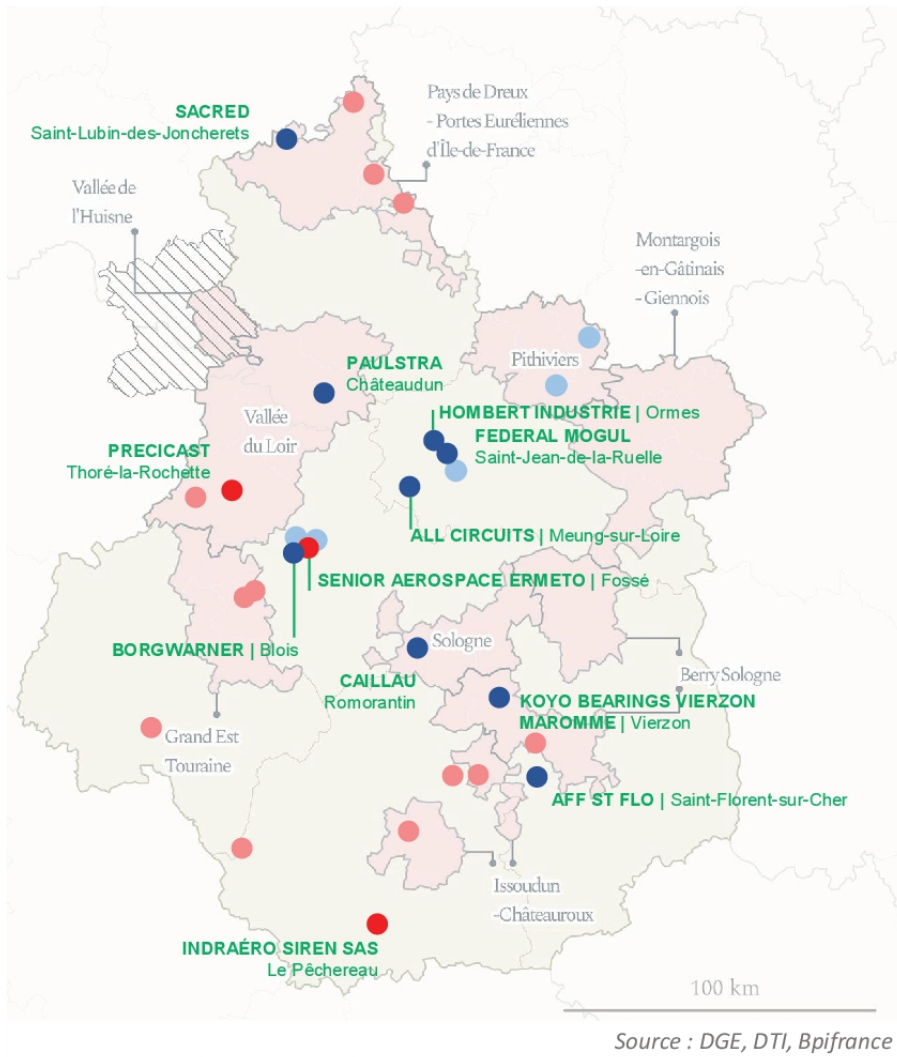 SACRED
Saint-Lubin-des-Joncherets
Pays de Dreux
- Portes Euréliennes
d'Île-de-France
Vallée de
l'Huisne
Montargois
-en-Gâtinais
- Giennois
Pithiviers
PAULSTRA
Châteaudun
Vallée
du Loir
HOMBERT INDUSTRIE | Ormes
FEDERAL MOGUL
Saint-Jean-de-la-Ruelle
PRECICAST
Thoré-la-Rochette
ALL CIRCUITS | Meung-sur-Loire
SENIOR AEROSPACE ERMETO | Fossé
BORGWARNER | Blois
Sologne
CAILLAU
Romorantin
Berry Sologne
KOYO BEARINGS VIERZON
MAROMME | Vierzon
Grand Est
Touraine
AFF ST FLO | Saint-Florent-sur-Cher
Issoudun
-Châteauroux
INDRAÉRO SIREN SAS
Le Pêchereau
100 km
Source : DGE, DTI, Bpifrance